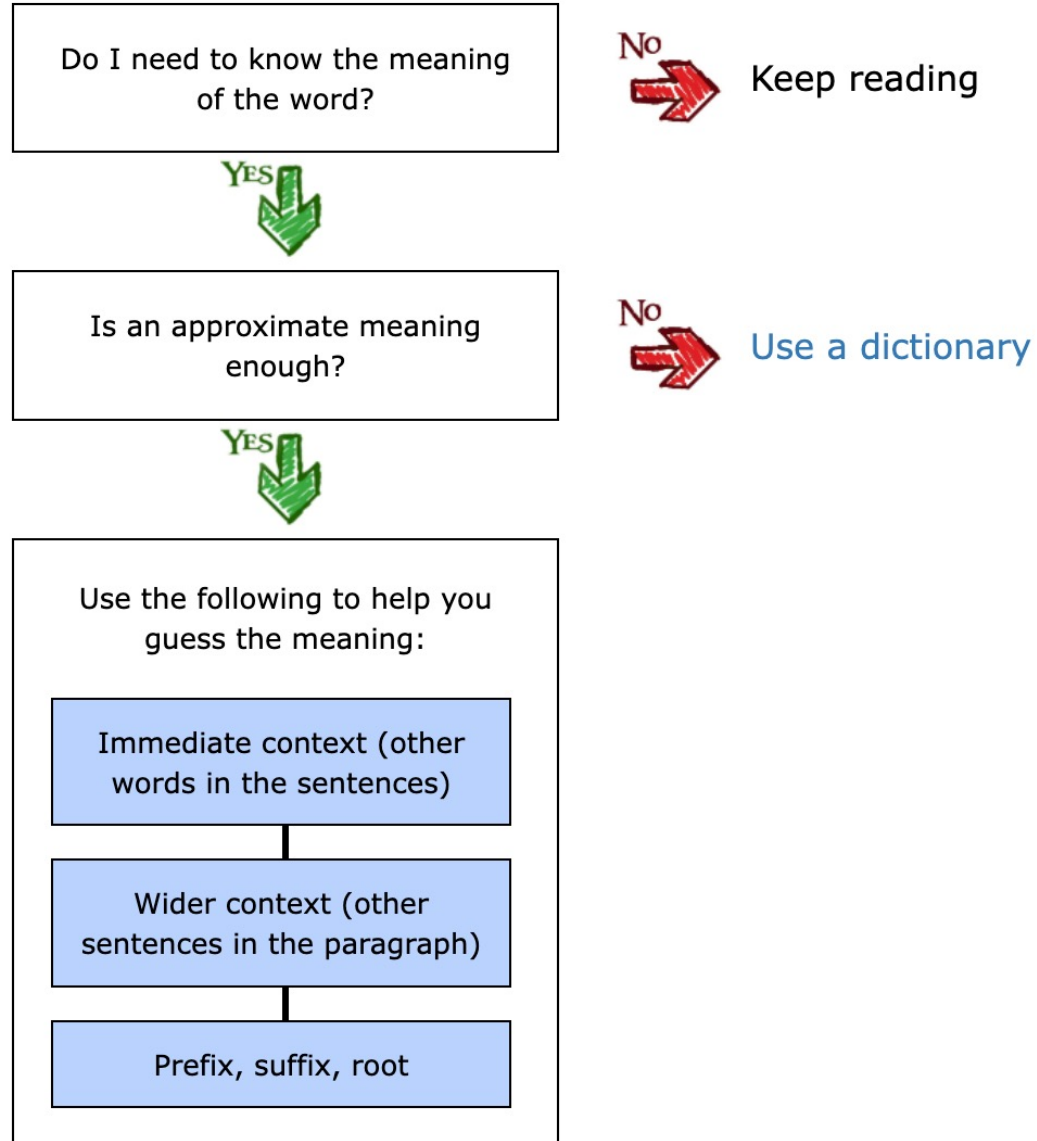 Do I need to know the meaning
of the word?
No
Keep reading
Yes
Is an approximate meaning
enough?
No
Use a dictionary
Yes
Use the following to help you
guess the meaning:
Immediate context (other
words in the sentences)
Wider context (other
sentences in the paragraph)
Prefix, suffix, root